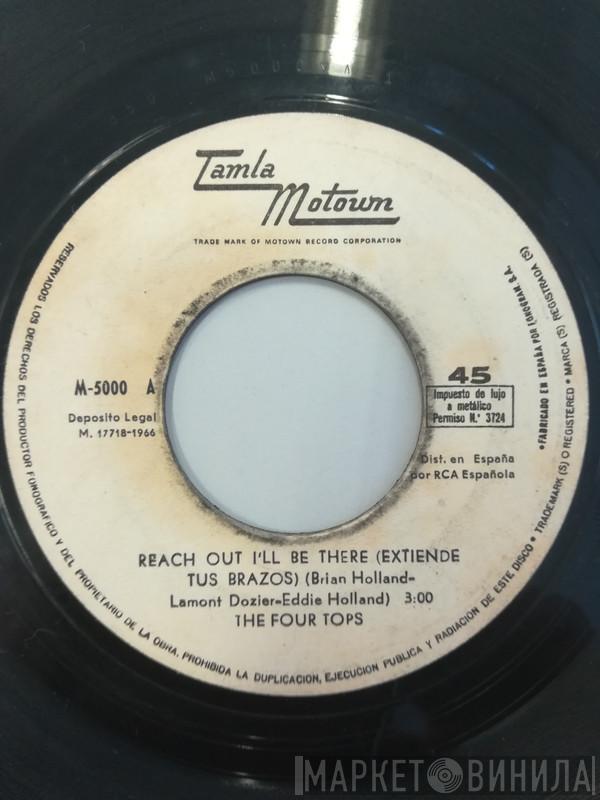 Tamla
Motown
TRADE MARK OF MOTOWN RECORD CORPORATION
M-5000 A
Deposito Legal
M. 17718-1966
45
Impuesto de lujo
a metálico
Permiso N.° 3724
Dist. en España
por RCA Española
REACH OUT I'LL BE THERE (EXTIENDE
TUS BRAZOS) (Brian Holland-
Lamont Dozier-Eddie Holland) 3:00
THE FOUR TOPS
RESERVADOS LOS DERECHOS DEL PRODUCTOR FONOGRAFICO Y DEL PROPIETARIO DE LA OBRA. PROHIBIDA LA DUPLICACION, EJECUCION PUBLICA Y RADIACION DE ESTE DISCO • TRADEMARK (S) O REGISTERED • MARCA (S) REGISTRADA (S)
•FABRICADO EN ESPAÑA POR FONOGRAM S.A.
МАРКЕТ ВИНИЛА